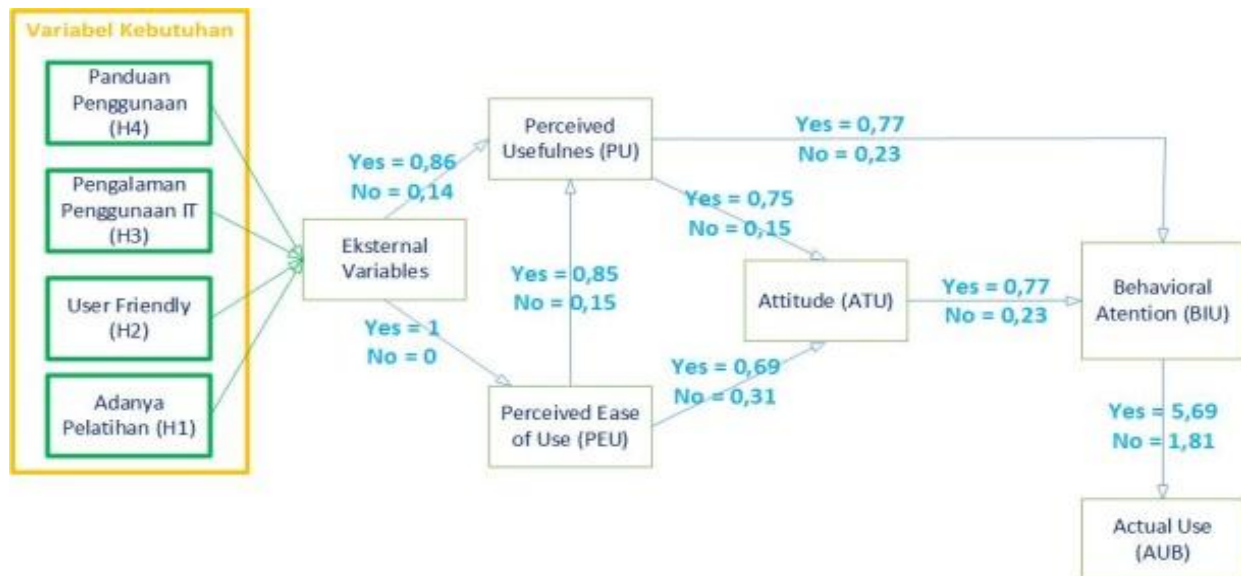 Variabel Kebutuhan
Panduan
Penggunaan
(H4)
Pengalaman
Penggunaan IT
(H3)
User Friendly
(H2)
Adanya
Pelatihan (H1)
Eksternal
Variables
Yes = 0,86
No = 0,14
Yes = 1
No = 0
Perceived
Usefulnes (PU)
Yes = 0,85
No = 0,15
Perceived Ease
of Use (PEU)
Yes = 0,77
No = 0,23
Yes = 0,75
No = 0,15
Yes = 0,69
No = 0,31
Attitude (ATU)
Yes = 0,77
No = 0,23
Behavioral
Atention (BIU)
Yes = 5,69
No = 1,81
Actual Use
(AUB)